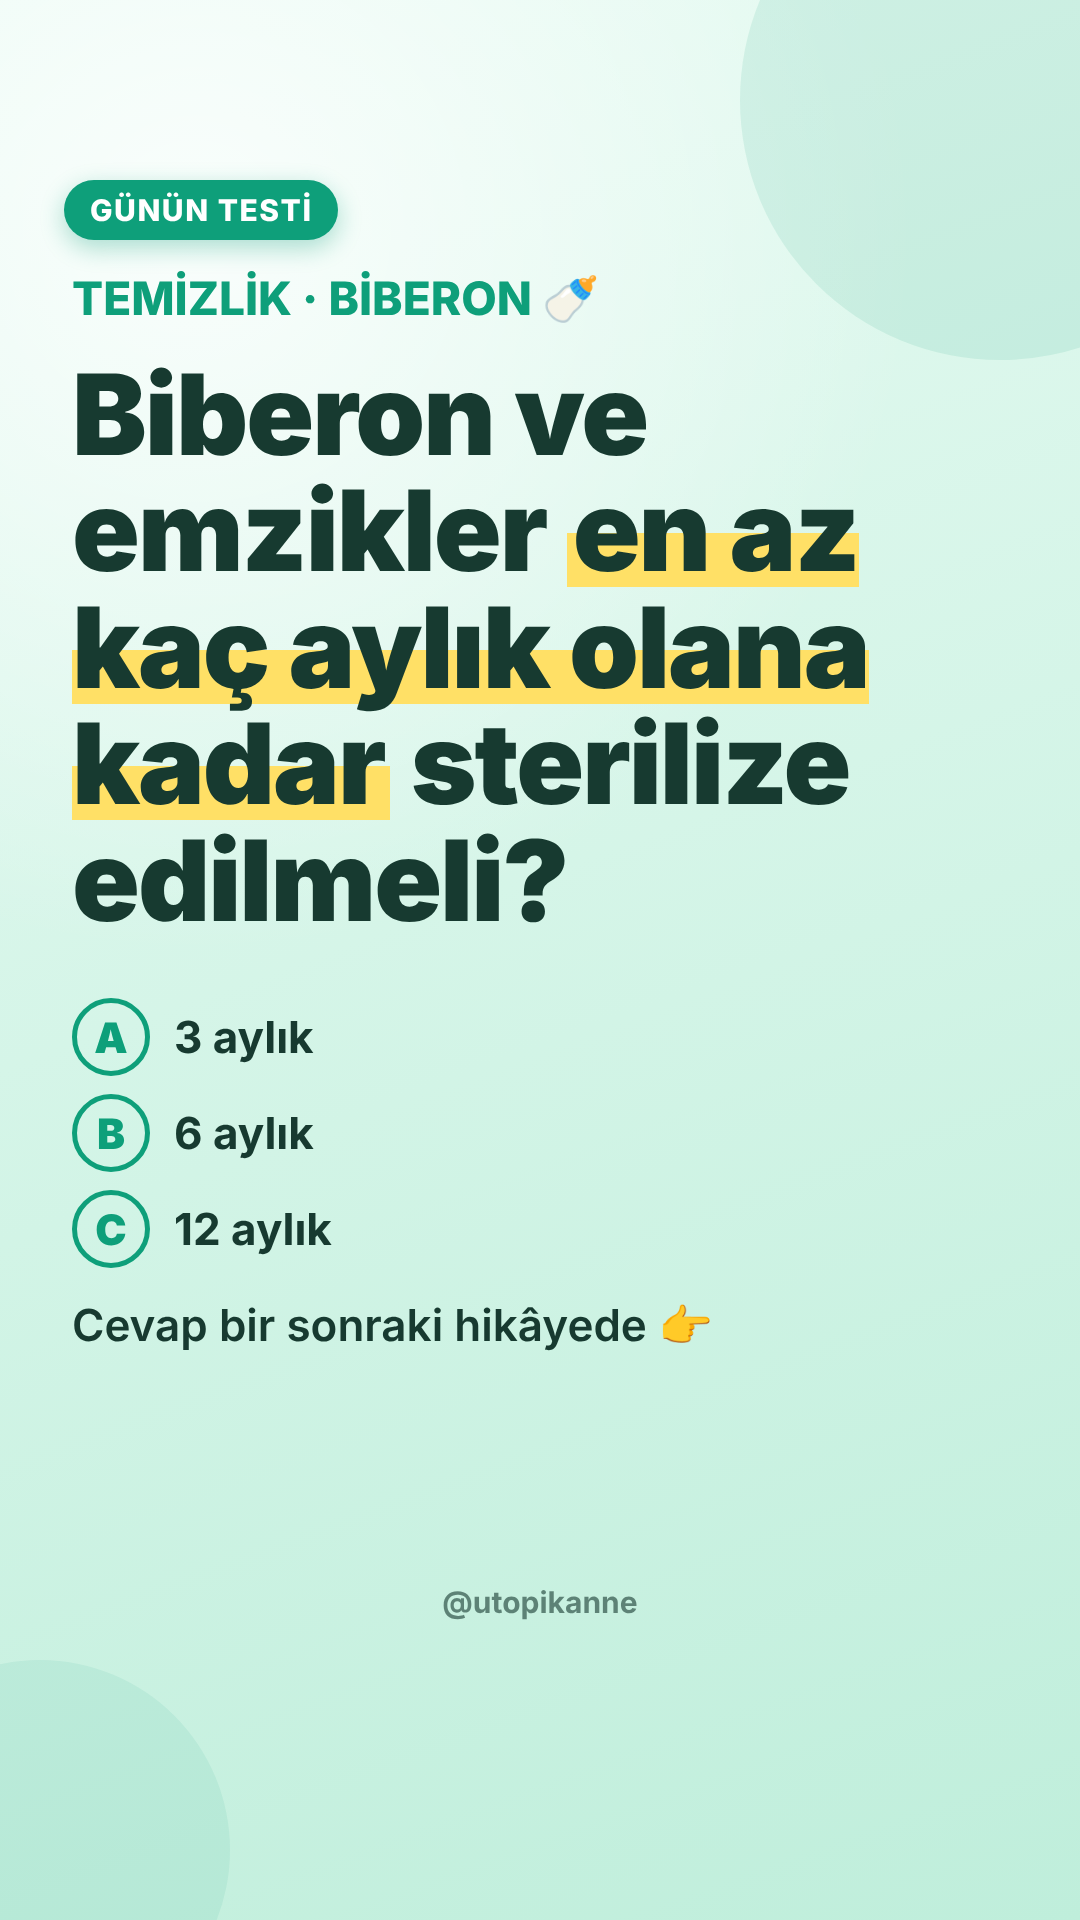 GÜNÜN TESTİ
TEMİZLİK · BİBERON 🍼
Biberon ve
emzikler en az
kaç aylık olana
kadar sterilize
edilmeli?
A 3 aylık
B 6 aylık
C 12 aylık
Cevap bir sonraki hikâyede 👉
@utopikanne